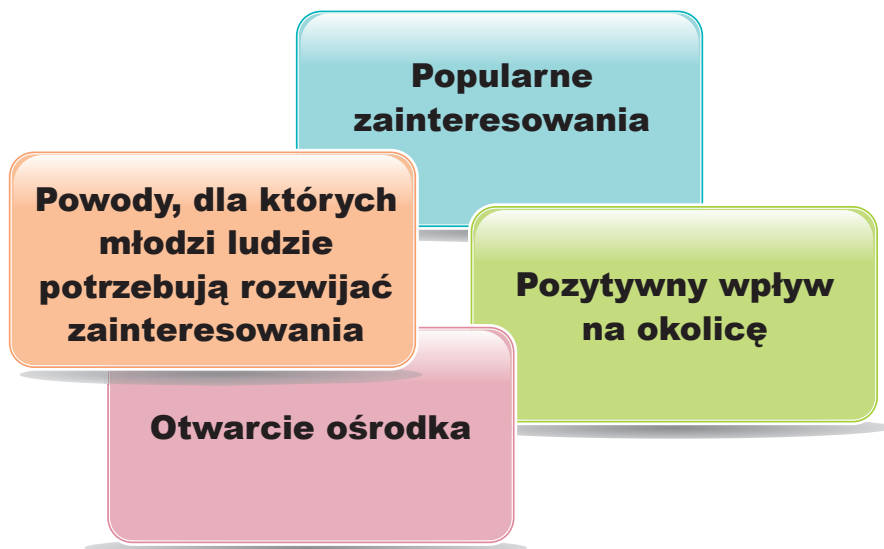 Popularne
zainteresowania
Powody, dla których
młodzi ludzie
potrzebują rozwijać
zainteresowania
Pozytywny wpływ
na okolicę
Otwarcie ośrodka